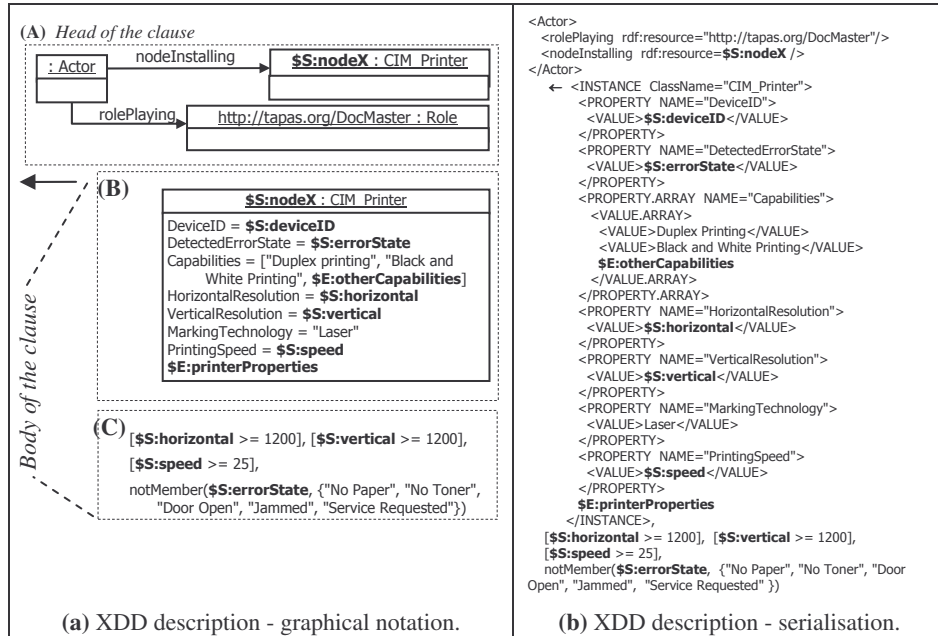 (A) Head of the clause
: Actor
nodeInstalling
$S:nodeX : CIM_Printer
rolePlaying
http://tapas.org/DocMaster : Role
Body of the clause
(B)
$S:nodeX : CIM_Printer
DeviceID = $S:deviceID
DetectedErrorState = $S:errorState
Capabilities = ["Duplex printing", "Black and
White Printing", $E:otherCapabilities]
HorizontalResolution = $S:horizontal
VerticalResolution = $S:vertical
MarkingTechnology = "Laser"
PrintingSpeed = $S:speed
$E:printerProperties
(C)
[$S:horizontal >= 1200], [$S:vertical >= 1200],
[$S:speed >= 25],
notMember($S:errorState, {"No Paper", "No Toner",
"Door Open", "Jammed", "Service Requested"})
(a) XDD description - graphical notation.
<Actor>
<rolePlaying rdf:resource="http://tapas.org/DocMaster"/>
<nodeInstalling rdf:resource=$S:nodeX />
</Actor>
← <INSTANCE ClassName="CIM_Printer">
<PROPERTY NAME="DeviceID">
<VALUE>$S:deviceID</VALUE>
</PROPERTY>
<PROPERTY NAME="DetectedErrorState">
<VALUE>$S:errorState</VALUE>
</PROPERTY>
<PROPERTY.ARRAY NAME="Capabilities">
<VALUE.ARRAY>
<VALUE>Duplex Printing</VALUE>
<VALUE>Black and White Printing</VALUE>
$E:otherCapabilities
</VALUE.ARRAY>
</PROPERTY.ARRAY>
<PROPERTY NAME="HorizontalResolution">
<VALUE>$S:horizontal</VALUE>
</PROPERTY>
<PROPERTY NAME="VerticalResolution">
<VALUE>$S:vertical</VALUE>
</PROPERTY>
<PROPERTY NAME="MarkingTechnology">
<VALUE>Laser</VALUE>
</PROPERTY>
<PROPERTY NAME="PrintingSpeed">
<VALUE>$S:speed</VALUE>
</PROPERTY>
$E:printerProperties
</INSTANCE>,
[$S:horizontal >= 1200], [$S:vertical >= 1200],
[$S:speed >= 25],
notMember($S:errorState, {"No Paper", "No Toner", "Door
Open", "Jammed", "Service Requested" })
(b) XDD description - serialisation.